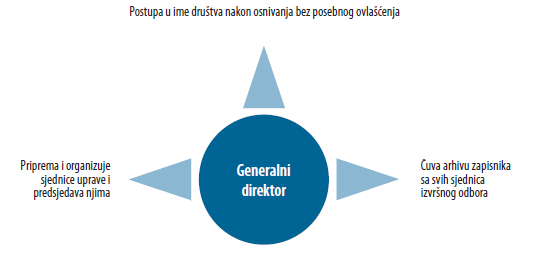 Postupa u ime društva nakon osnivanja bez posebnog ovlašćenja
Priprema i organizuje
sjednice uprave i
predsjedava njima
Generalni
direktor
Čuva arhivu zapisnika
sa svih sjednica
izvršnog odbora